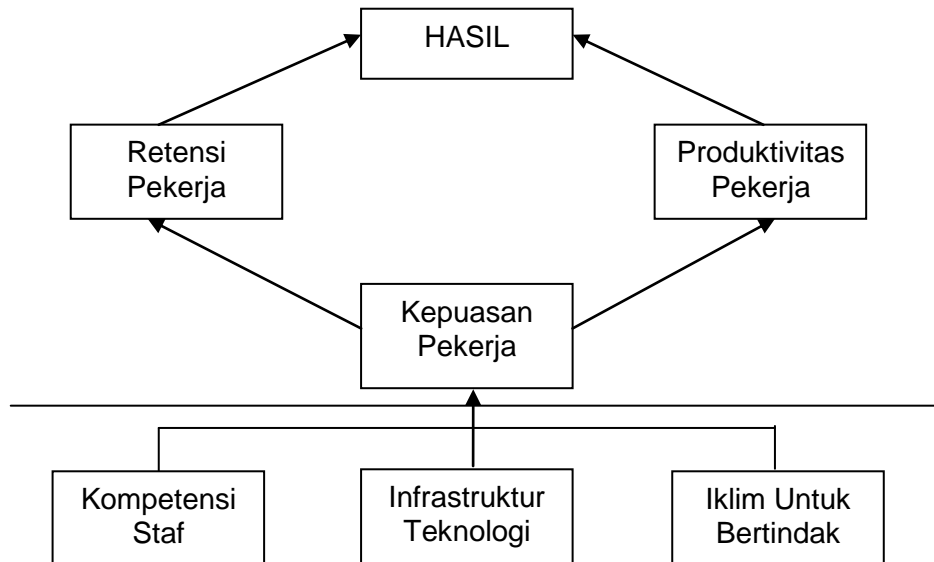 HASIL
Retensi
Pekerja
Produktivitas
Pekerja
Kepuasan
Pekerja
Kompetensi
Staf
Infrastruktur
Teknologi
Iklim Untuk
Bertindak